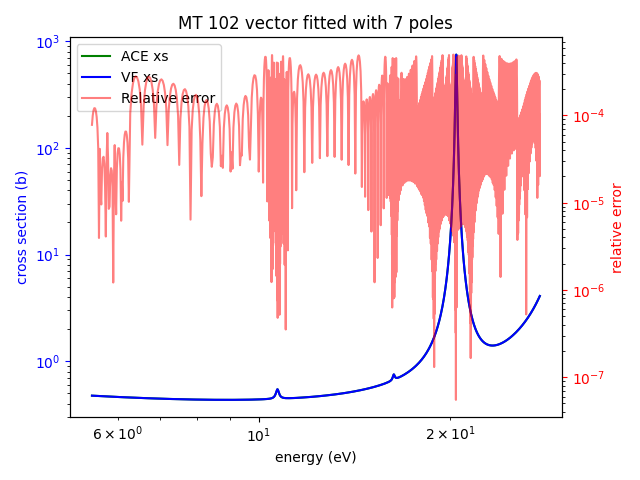 MT 102 vector fitted with 7 poles
ACE xs
VF xs
Relative error
cross section (b)
10³
10²
10¹
10⁰
relative error
10⁻⁴
10⁻⁵
10⁻⁶
10⁻⁷
6 × 10⁰
10¹
2 × 10¹
energy (eV)